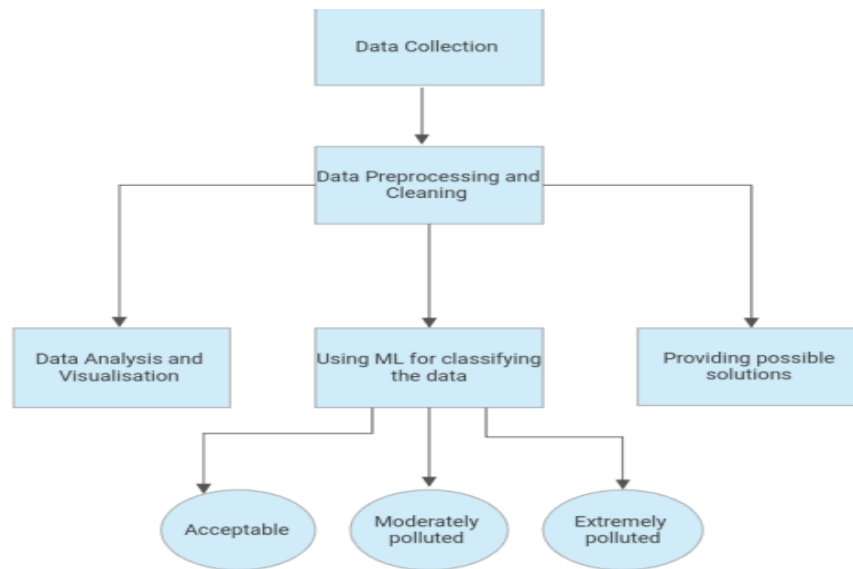 Data Collection
Data Preprocessing and
Cleaning
Data Analysis and
Visualisation
Using ML for classifying
the data
Providing possible
solutions
Acceptable
Moderately
polluted
Extremely
polluted